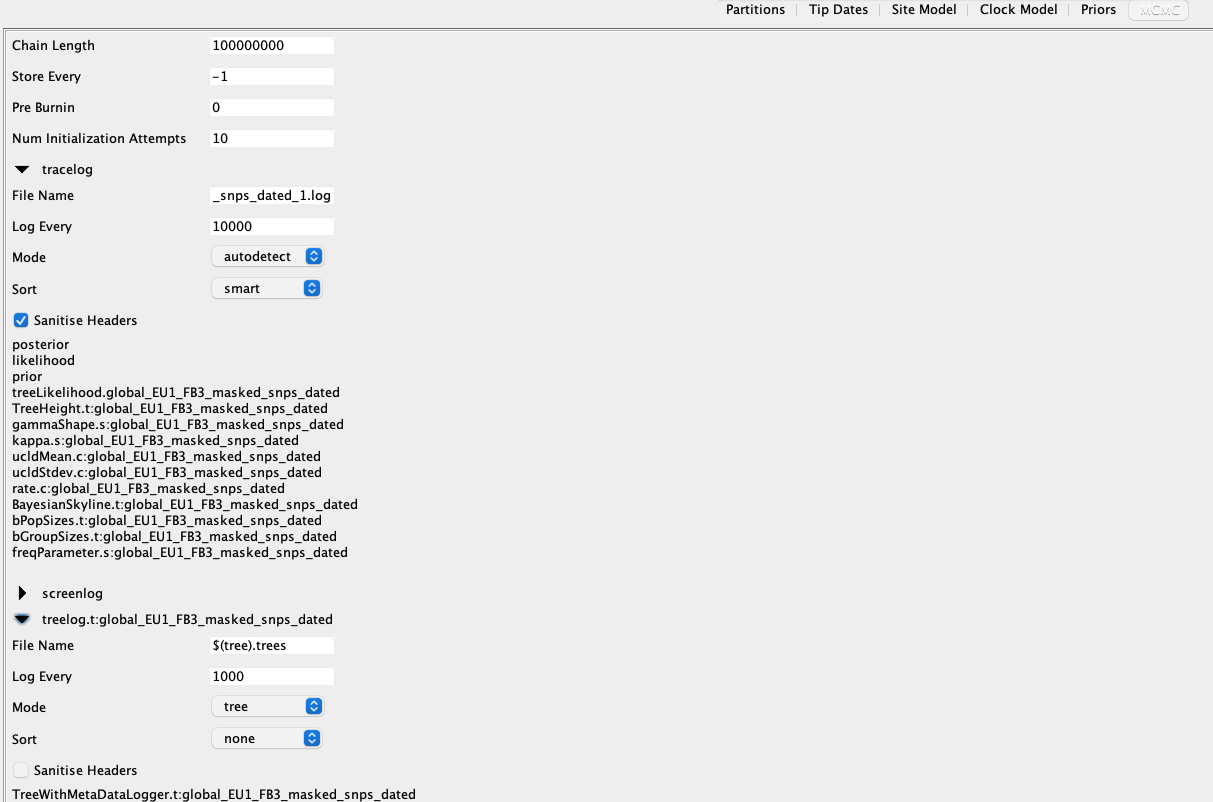 Partitions Tip Dates Site Model Clock Model Priors MCMC
Chain Length 100000000
Store Every -1
Pre Burnin 0
Num Initialization Attempts 10
tracelog
File Name _snps_dated_1.log
Log Every 10000
Mode autodetect
Sort smart
Sanitise Headers
posterior
likelihood
prior
treeLikelihood.global_EU1_FB3_masked_snps_dated
TreeHeight.t:global_EU1_FB3_masked_snps_dated
gammaShape.s:global_EU1_FB3_masked_snps_dated
kappa.s:global_EU1_FB3_masked_snps_dated
ucldMean.c:global_EU1_FB3_masked_snps_dated
ucldStdev.c:global_EU1_FB3_masked_snps_dated
rate.c:global_EU1_FB3_masked_snps_dated
BayesianSkyline.t:global_EU1_FB3_masked_snps_dated
bPopSizes.t:global_EU1_FB3_masked_snps_dated
bGroupSizes.t:global_EU1_FB3_masked_snps_dated
freqParameter.s:global_EU1_FB3_masked_snps_dated
screenlog
treelog.t:global_EU1_FB3_masked_snps_dated
File Name $(tree).trees
Log Every 1000
Mode tree
Sort none
Sanitise Headers
TreeWithMetaDataLogger.t:global_EU1_FB3_masked_snps_dated